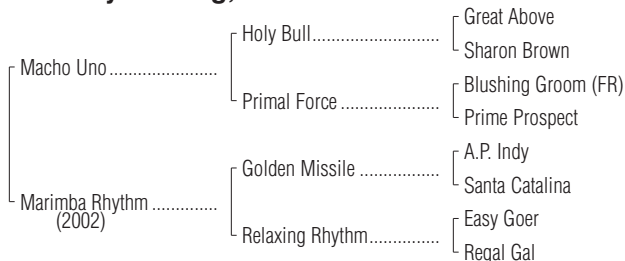 Great Above
Holy Bull
Sharon Brown
Macho Uno
Blushing Groom (FR)
Primal Force
Prime Prospect
A.P. Indy
Golden Missile
Santa Catalina
Marimba Rhythm
(2002)
Easy Goer
Relaxing Rhythm
Regal Gal